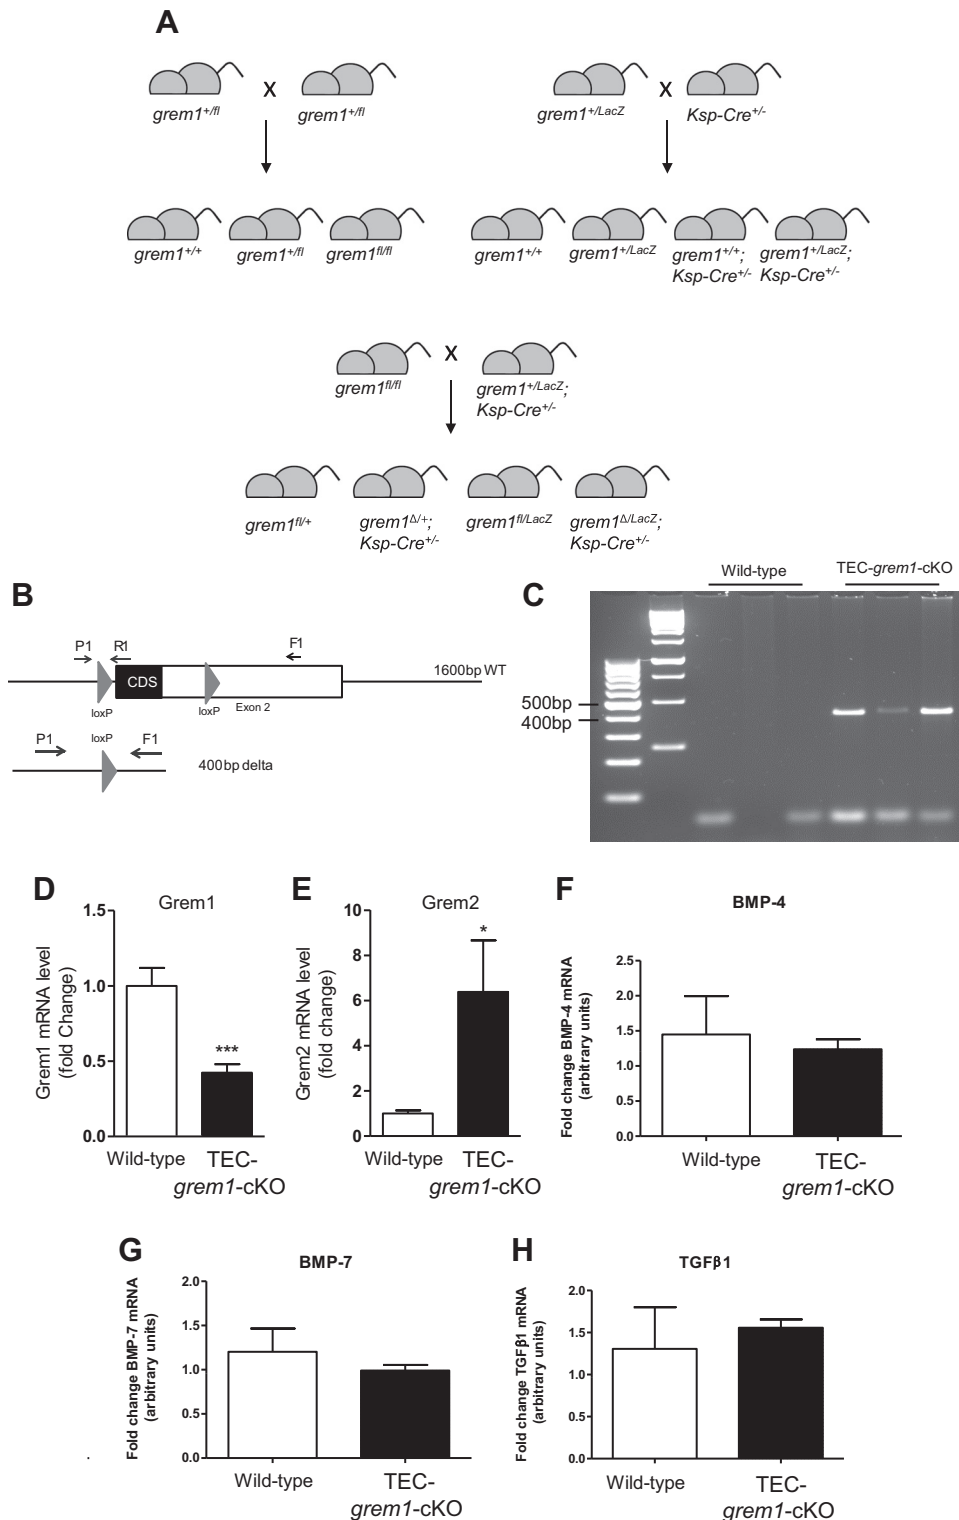 A
X
X
grem1+/fl
grem1+/fl
grem1+/LacZ
Ksp-Cre+/-
grem1+/+
grem1+/fl
grem1fl/fl
grem1+/+
grem1+/LacZ
grem1+/+;
Ksp-Cre+/-
grem1+/LacZ;
Ksp-Cre+/-
X
grem1fl/fl
grem1+/LacZ;
Ksp-Cre+/-
grem1fl/+
grem1Δ/+;
Ksp-Cre+/-
grem1fl/LacZ
grem1Δ/LacZ;
Ksp-Cre+/-
B
P1
R1
F1
CDS
1600bp WT
loxP
loxP
Exon 2
P1
loxP
F1
400bp delta
C
Wild-type
TEC-grem1-cKO
500bp
400bp
D
Grem1
Grem1 mRNA level
(fold Change)
1.5
1.0
0.5
0.0
***
Wild-type
TEC-
grem1-cKO
E
Grem2
Grem2 mRNA level
(fold change)
10
8
6
4
2
0
*
Wild-type
TEC-
grem1-cKO
F
BMP-4
Fold change BMP-4 mRNA
(arbitrary units)
2.5
2.0
1.5
1.0
0.5
0.0
Wild-type
TEC-
grem1-cKO
G
BMP-7
Fold change BMP-7 mRNA
(arbitrary units)
2.0
1.5
1.0
0.5
0.0
Wild-type
TEC-
grem1-cKO
H
TGFβ1
Fold change TGFβ1 mRNA
(arbitrary units)
2.0
1.5
1.0
0.5
0.0
Wild-type
TEC-
grem1-cKO